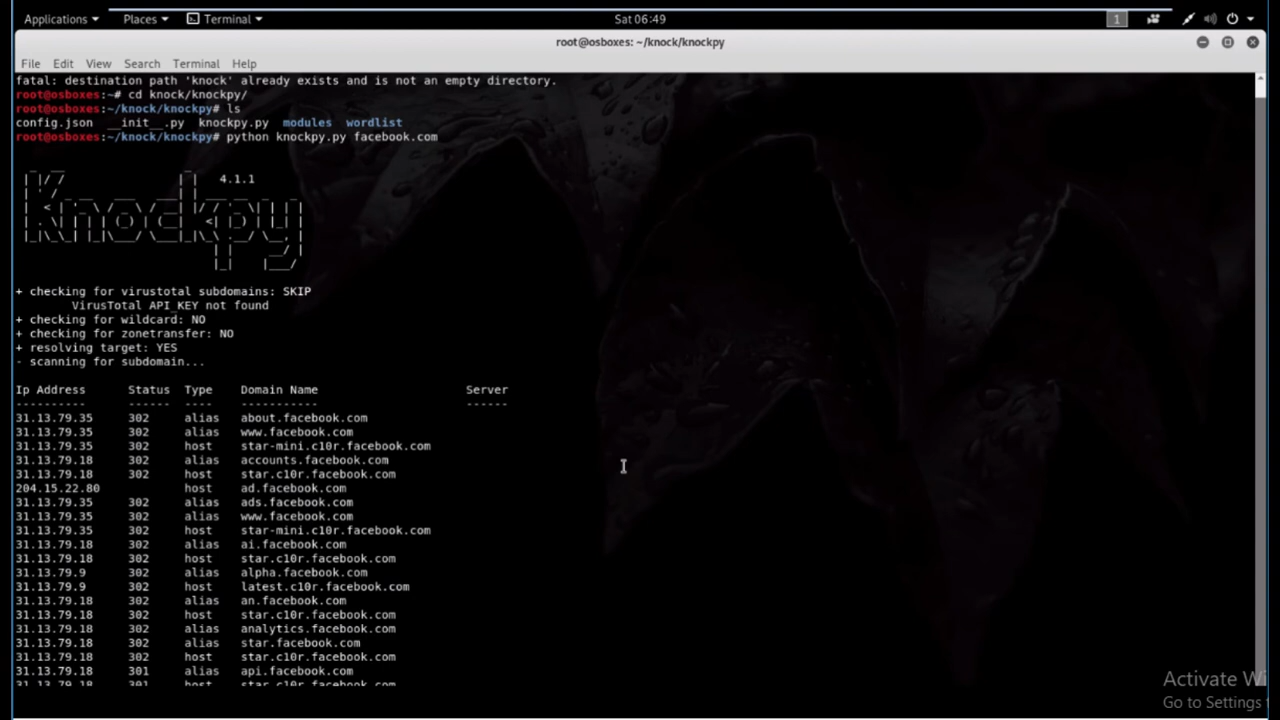 Applications Places Terminal Sat 06:49 1
root@osboxes: ~/knock/knockpy
File Edit View Search Terminal Help
fatal: destination path 'knock' already exists and is not an empty directory.
root@osboxes:~# cd knock/knockpy/
root@osboxes:~/knock/knockpy# ls
config.json __init__.py knockpy.py modules wordlist
root@osboxes:~/knock/knockpy# python knockpy.py facebook.com
4.1.1
Knockpy
+ checking for virustotal subdomains: SKIP
VirusTotal API_KEY not found
+ checking for wildcard: NO
+ checking for zonetransfer: NO
+ resolving target: YES
- scanning for subdomain...
Ip Address Status Type Domain Name Server
---------- ------ ---- ----------- ------
31.13.79.35 302 alias about.facebook.com
31.13.79.35 302 alias www.facebook.com
31.13.79.35 302 host star-mini.c10r.facebook.com
31.13.79.18 302 alias accounts.facebook.com
31.13.79.18 302 host star.c10r.facebook.com
204.15.22.80 host ad.facebook.com
31.13.79.35 302 alias ads.facebook.com
31.13.79.35 302 alias www.facebook.com
31.13.79.35 302 host star-mini.c10r.facebook.com
31.13.79.18 302 alias ai.facebook.com
31.13.79.18 302 host star.c10r.facebook.com
31.13.79.9 302 alias alpha.facebook.com
31.13.79.9 302 host latest.c10r.facebook.com
31.13.79.18 302 alias an.facebook.com
31.13.79.18 302 host star.c10r.facebook.com
31.13.79.18 302 alias analytics.facebook.com
31.13.79.18 302 alias star.facebook.com
31.13.79.18 302 host star.c10r.facebook.com
31.13.79.18 301 alias api.facebook.com
31.13.79.18 301 host star.c10r.facebook.com
Activate Wi
Go to Settings